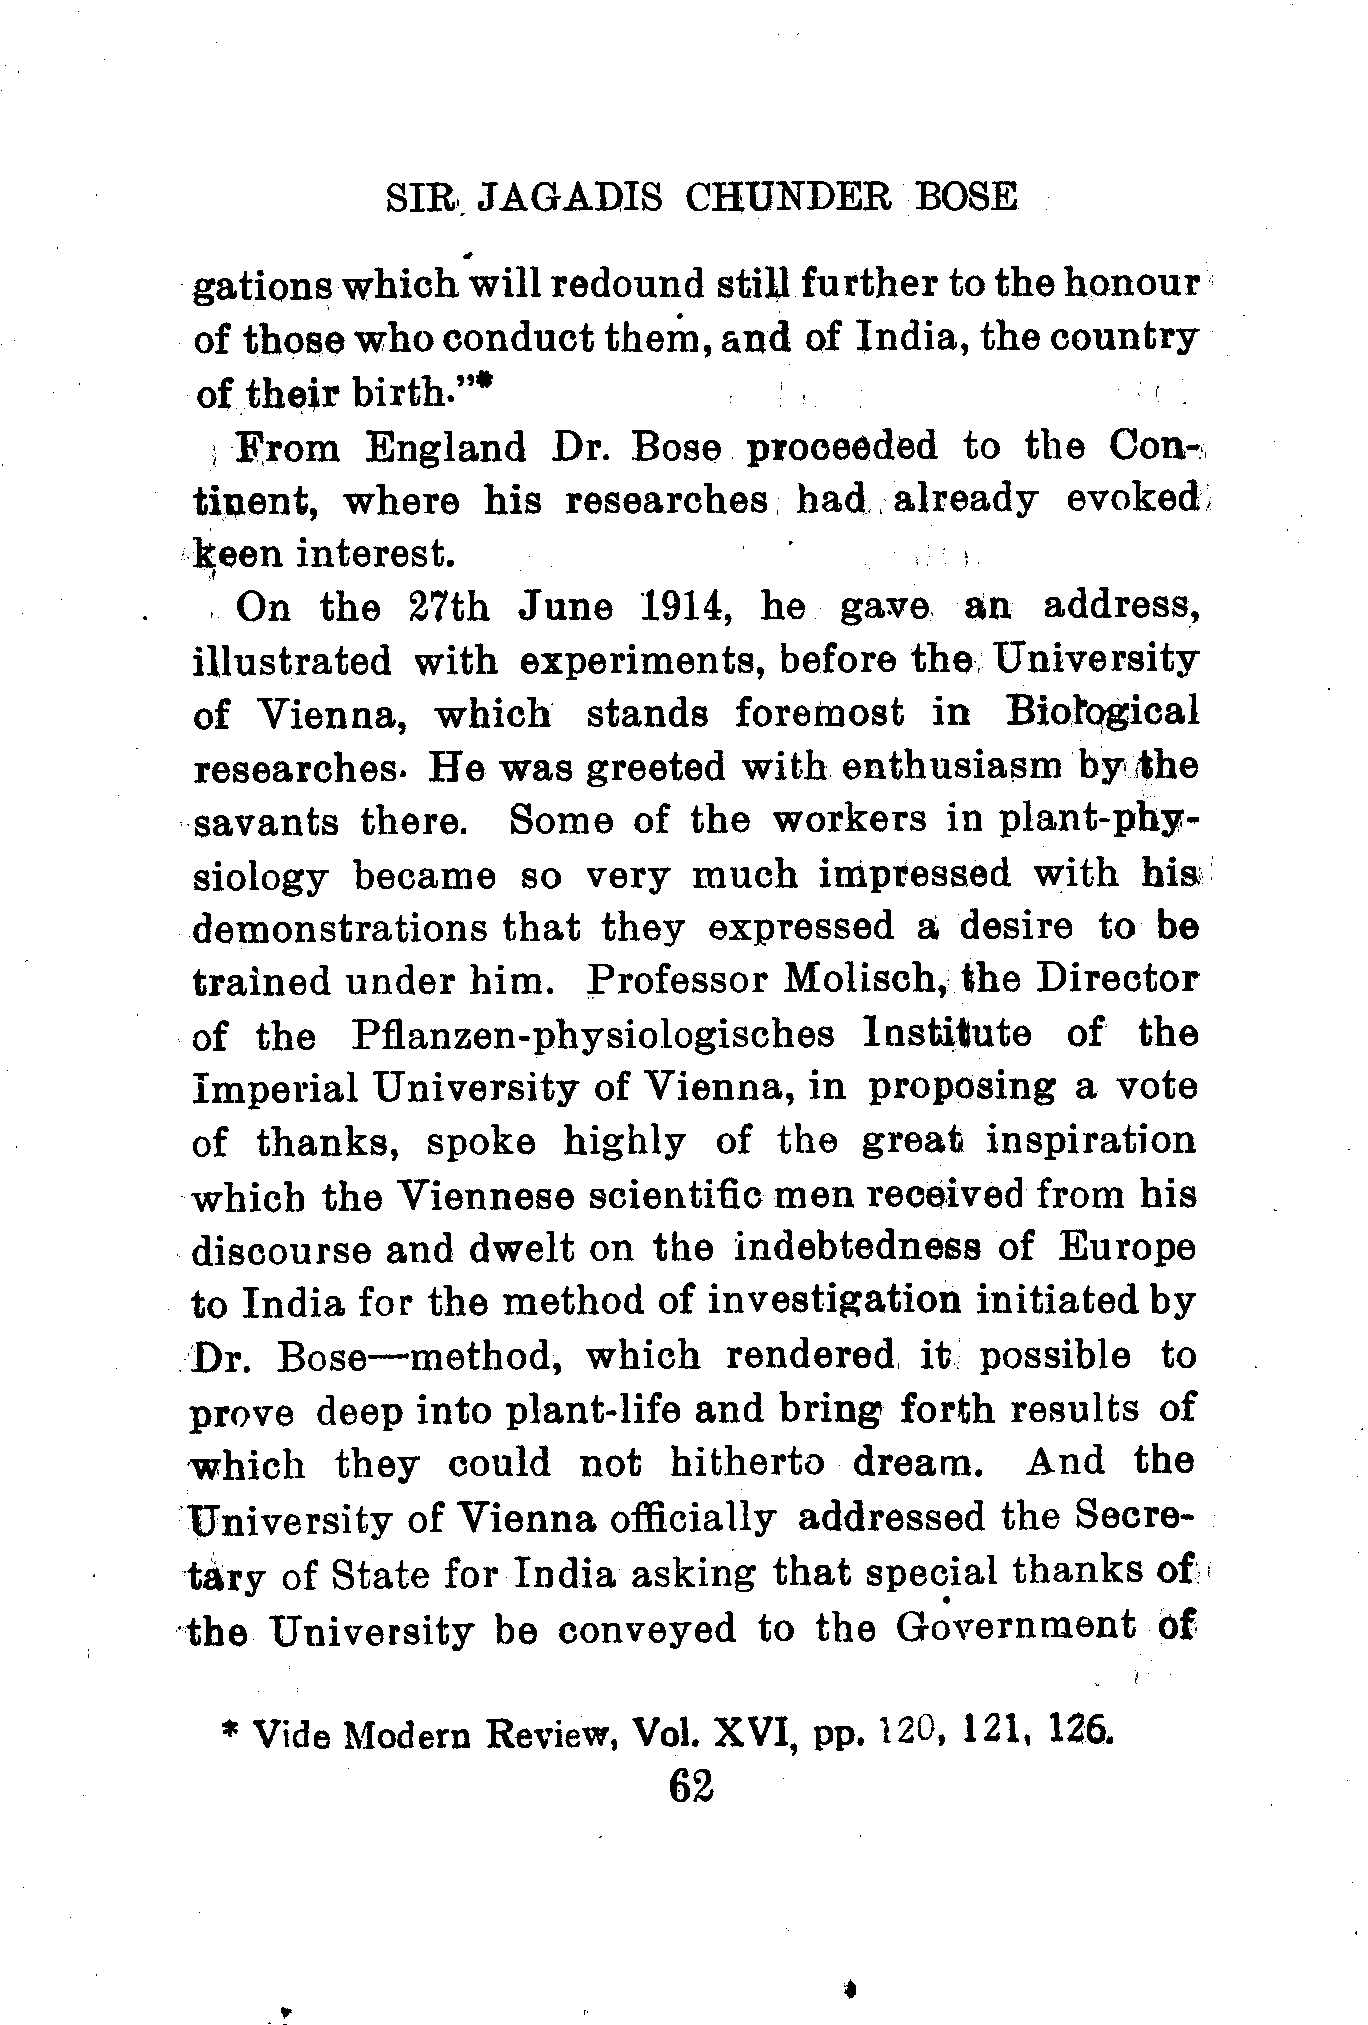 SIR JAGADIS CHUNDER BOSE
gations which will redound still further to the honour
of those who conduct them, and of India, the country
of their birth."*
From England Dr. Bose proceeded to the Con-
tinent, where his researches had already evoked
keen interest.
On the 27th June 1914, he gave an address,
illustrated with experiments, before the University
of Vienna, which stands foremost in Biological
researches. He was greeted with enthusiasm by the
savants there. Some of the workers in plant-phy-
siology became so very much impressed with his
demonstrations that they expressed a desire to be
trained under him. Professor Molisch, the Director
of the Pflanzen-physiologisches Institute of the
Imperial University of Vienna, in proposing a vote
of thanks, spoke highly of the great inspiration
which the Viennese scientific men received from his
discourse and dwelt on the indebtedness of Europe
to India for the method of investigation initiated by
Dr. Bose—method, which rendered it possible to
prove deep into plant-life and bring forth results of
which they could not hitherto dream. And the
University of Vienna officially addressed the Secre-
tary of State for India asking that special thanks of
the University be conveyed to the Government of
* Vide Modern Review, Vol. XVI, pp. 120, 121, 126.
62